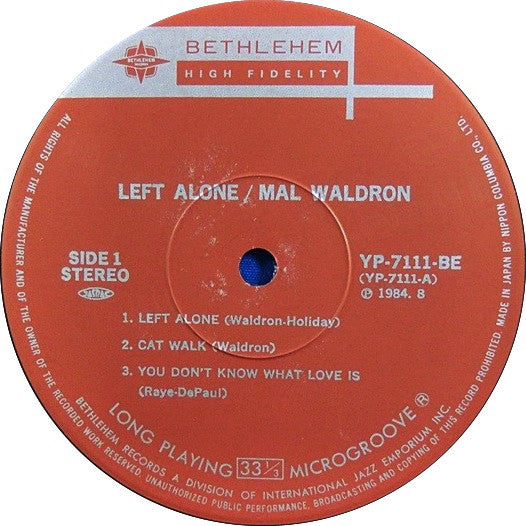 BETHLEHEM
HIGH FIDELITY
BETHLEHEM
LEFT ALONE / MAL WALDRON
SIDE 1
STEREO
YP-7111-BE
(YP-7111-A)
℗ 1984. 8
1. LEFT ALONE (Waldron-Holiday)
2. CAT WALK (Waldron)
3. YOU DON'T KNOW WHAT LOVE IS
(Raye-DePaul)
LONG PLAYING 33 1/3 MICROGROOVE ®
BETHLEHEM RECORDS A DIVISION OF INTERNATIONAL JAZZ EMPORIUM INC.
ALL RIGHTS OF THE MANUFACTURER AND OF THE OWNER OF THE RECORDED WORK RESERVED. UNAUTHORIZED PUBLIC PERFORMANCE, BROADCASTING AND COPYING OF THIS RECORD PROHIBITED. MADE IN JAPAN BY NIPPON COLUMBIA CO., LTD.